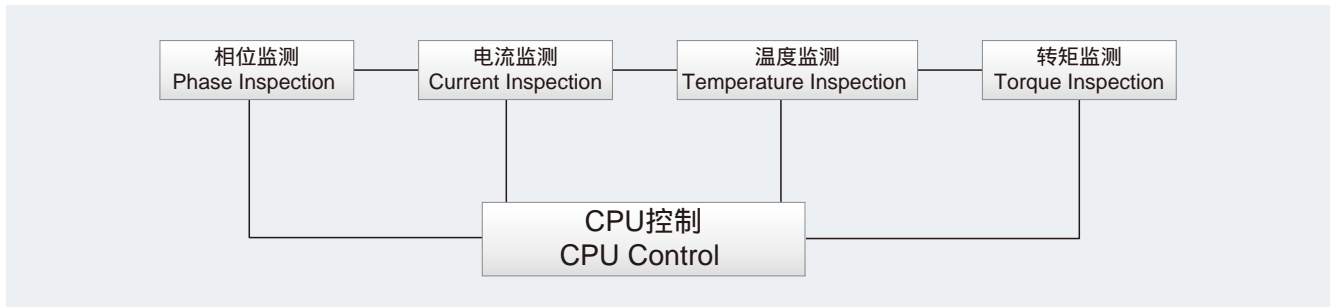 相位监测
Phase Inspection
电流监测
Current Inspection
温度监测
Temperature Inspection
转矩监测
Torque Inspection
CPU控制
CPU Control